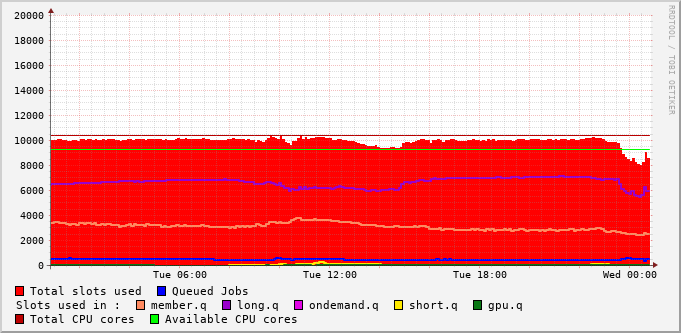 20000
18000
16000
14000
12000
10000
8000
6000
4000
2000
0
Tue 06:00 Tue 12:00 Tue 18:00 Wed 00:00
Total slots used Queued Jobs
Slots used in : member.q long.q ondemand.q short.q gpu.q
Total CPU cores Available CPU cores
RRDTOOL / TOBI OETIKER